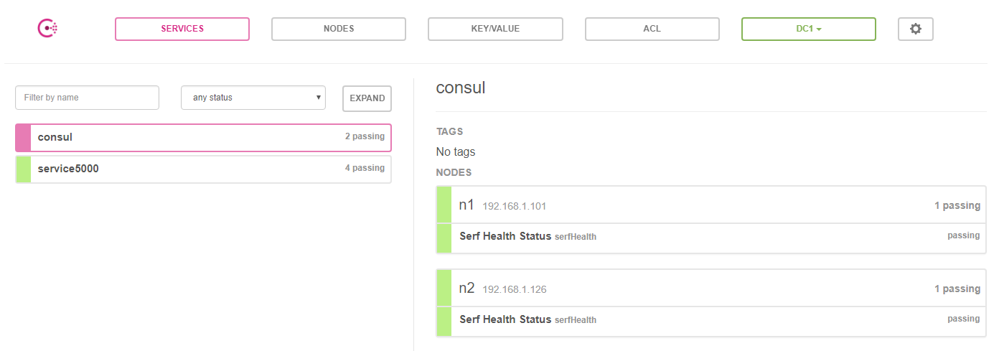 SERVICES NODES KEY/VALUE ACL DC1
Filter by name any status EXPAND
consul 2 passing
service5000 4 passing
consul
TAGS
No tags
NODES
n1 192.168.1.101 1 passing
Serf Health Status serfHealth passing
n2 192.168.1.126 1 passing
Serf Health Status serfHealth passing